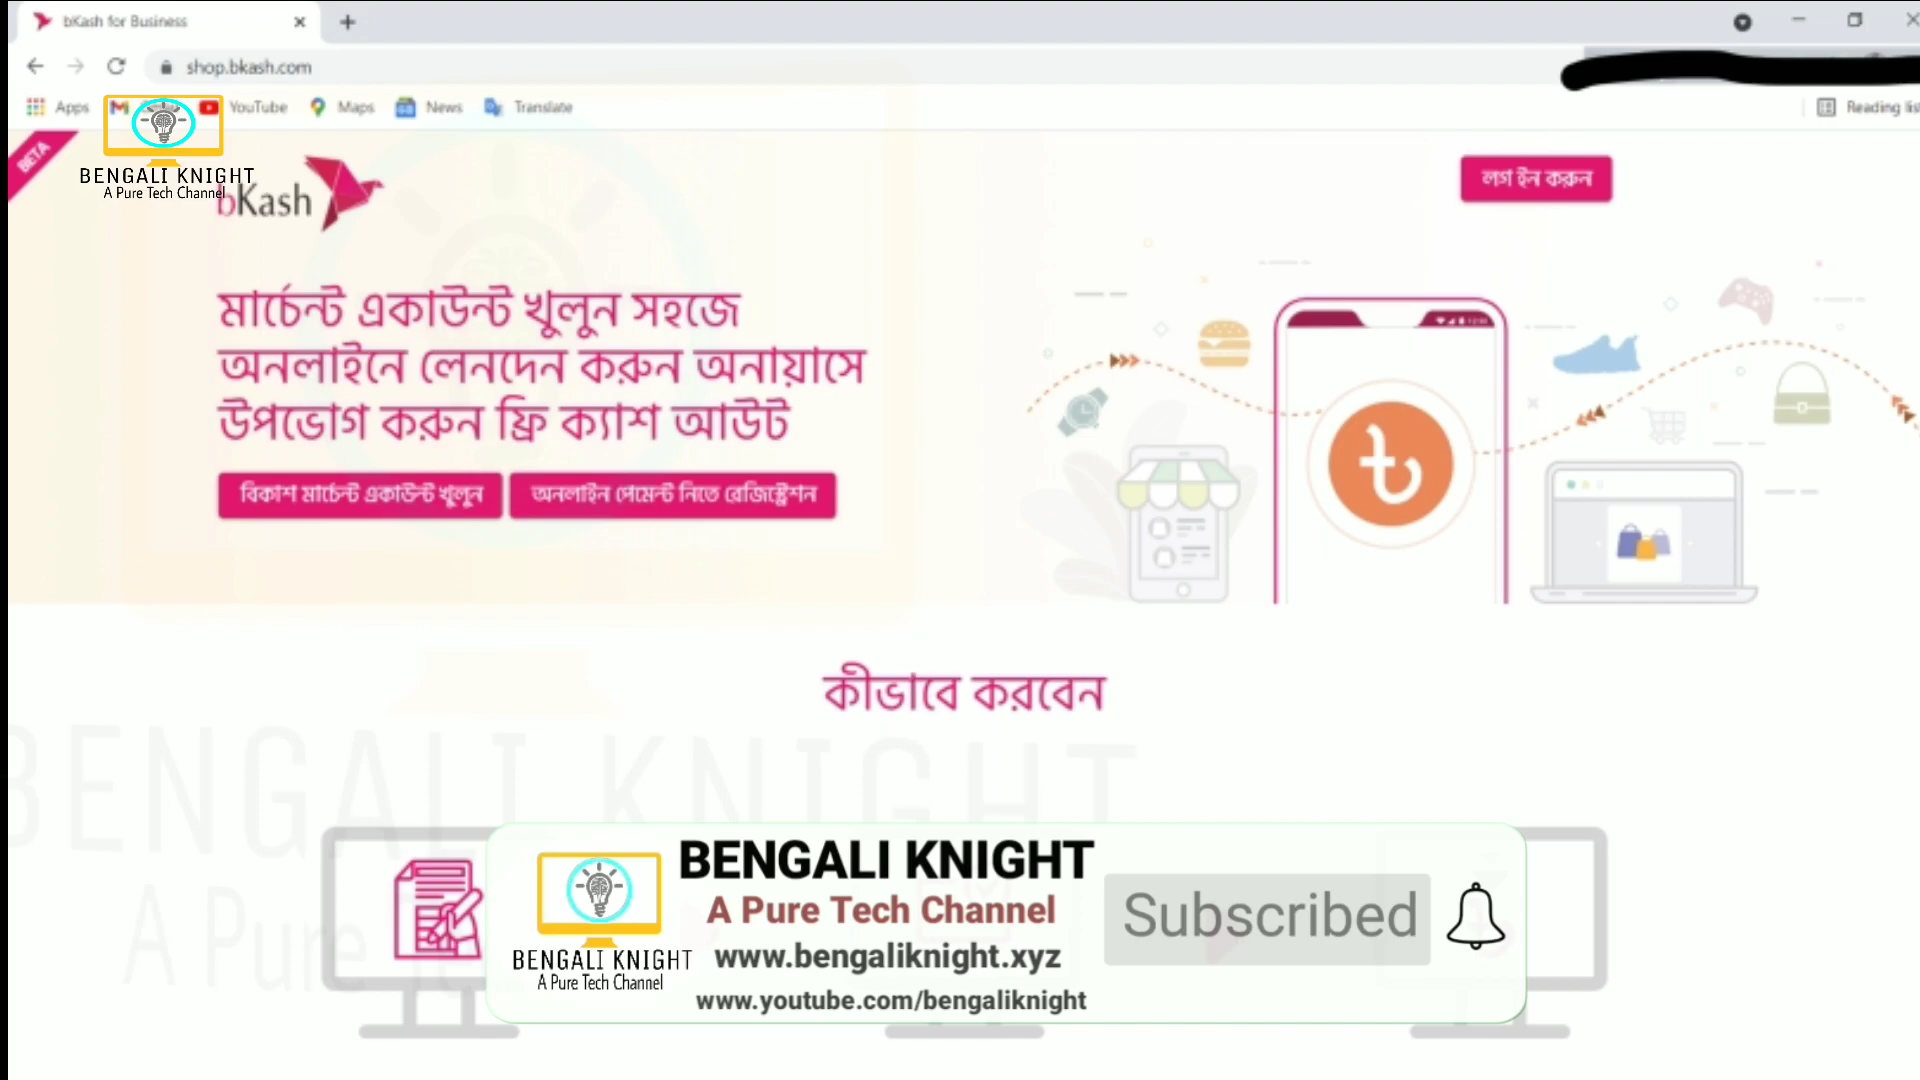 bKash for Business
shop.bkash.com
Apps
YouTube
Maps
News
Translate
Reading list
BETA
BENGALI KNIGHT
A Pure Tech Channel
bKash
লগ ইন করুন
মার্চেন্ট একাউন্ট খুলুন সহজে
অনলাইনে লেনদেন করুন অনায়াসে
উপভোগ করুন ফ্রি ক্যাশ আউট
বিকাশ মার্চেন্ট একাউন্ট খুলুন
অনলাইন পেমেন্ট নিতে রেজিস্ট্রেশন
কীভাবে করবেন
BENGALI KNIGHT
A Pure
BENGALI KNIGHT
A Pure Tech Channel
www.bengaliknight.xyz
www.youtube.com/bengaliknight
BENGALI KNIGHT
A Pure Tech Channel
Subscribed